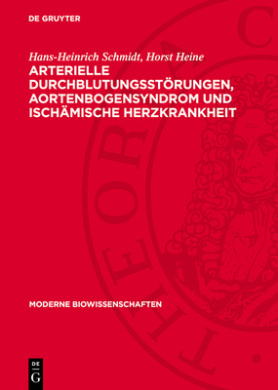 DE GRUYTER
Hans-Heinrich Schmidt, Horst Heine
ARTERIELLE
DURCHBLUTUNGSSTÖRUNGEN,
AORTENBOGENSYNDROM UND
ISCHÄMISCHE HERZKRANKHEIT
MODERNE BIOWISSENSCHAFTEN
DE
G